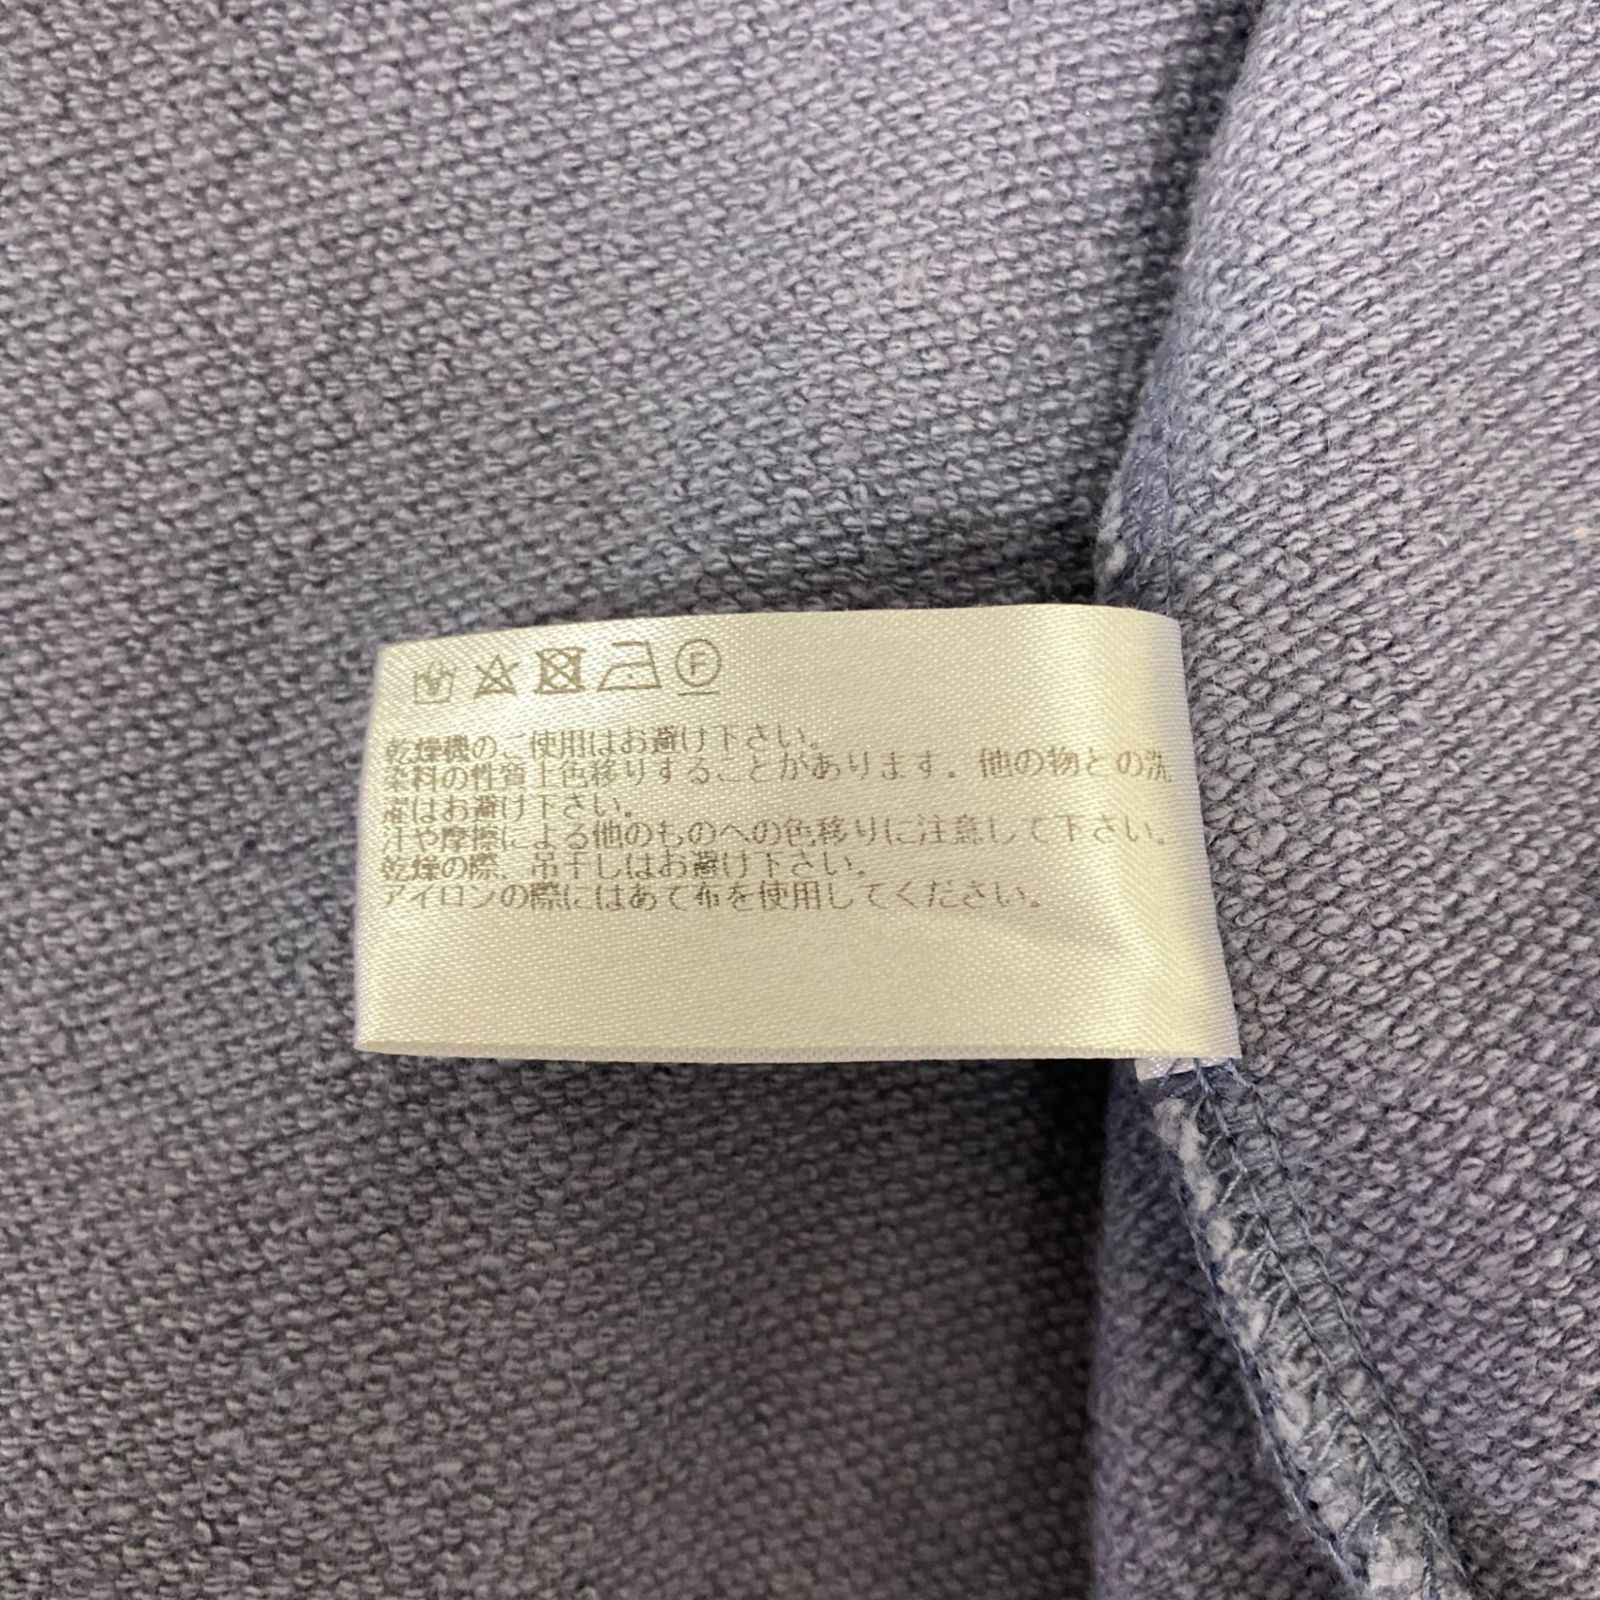 F
乾燥機のご使用はお避け下さい。
染料の性質上色移りすることがあります。他の物との洗
濯はお避け下さい。
汗や摩擦による他のものへの色移りに注意して下さい。
乾燥の際、吊干しはお避け下さい。
アイロンの際にはあて布を使用してください。